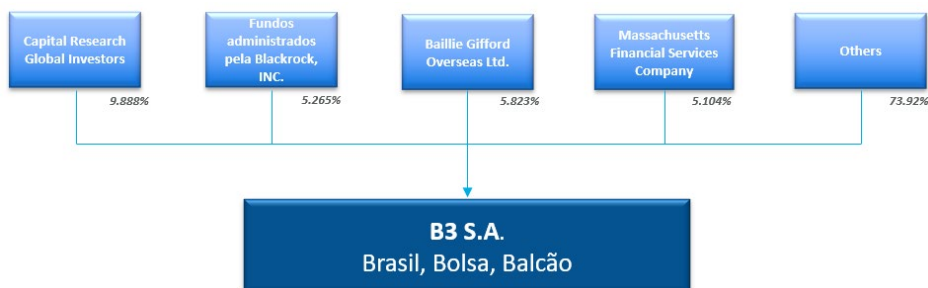 Capital Research
Global Investors
Fundos
administrados
pela Blackrock,
INC.
Baillie Gifford
Overseas Ltd.
Massachusetts
Financial Services
Company
Others
9.888%
5.265%
5.823%
5.104%
73.92%
B3 S.A.
Brasil, Bolsa, Balcão